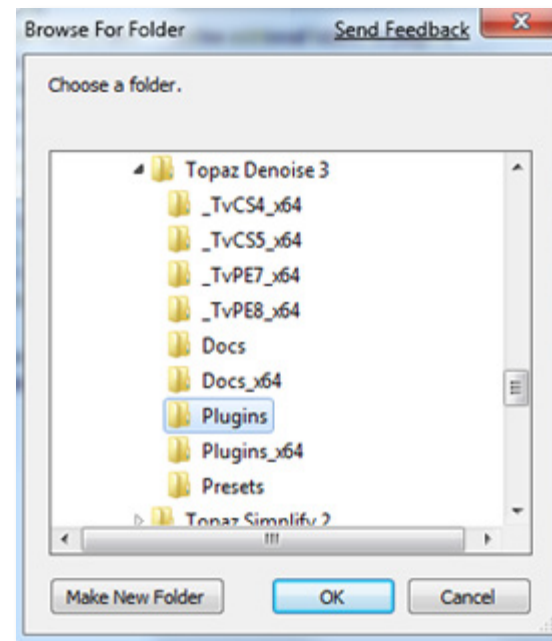 Browse For Folder Send Feedback
Choose a folder.
Topaz Denoise 3
_TvCS4_x64
_TvCS5_x64
_TvPE7_x64
_TvPE8_x64
Docs
Docs_x64
Plugins
Plugins_x64
Presets
Topaz Simplify 2
Make New Folder OK Cancel